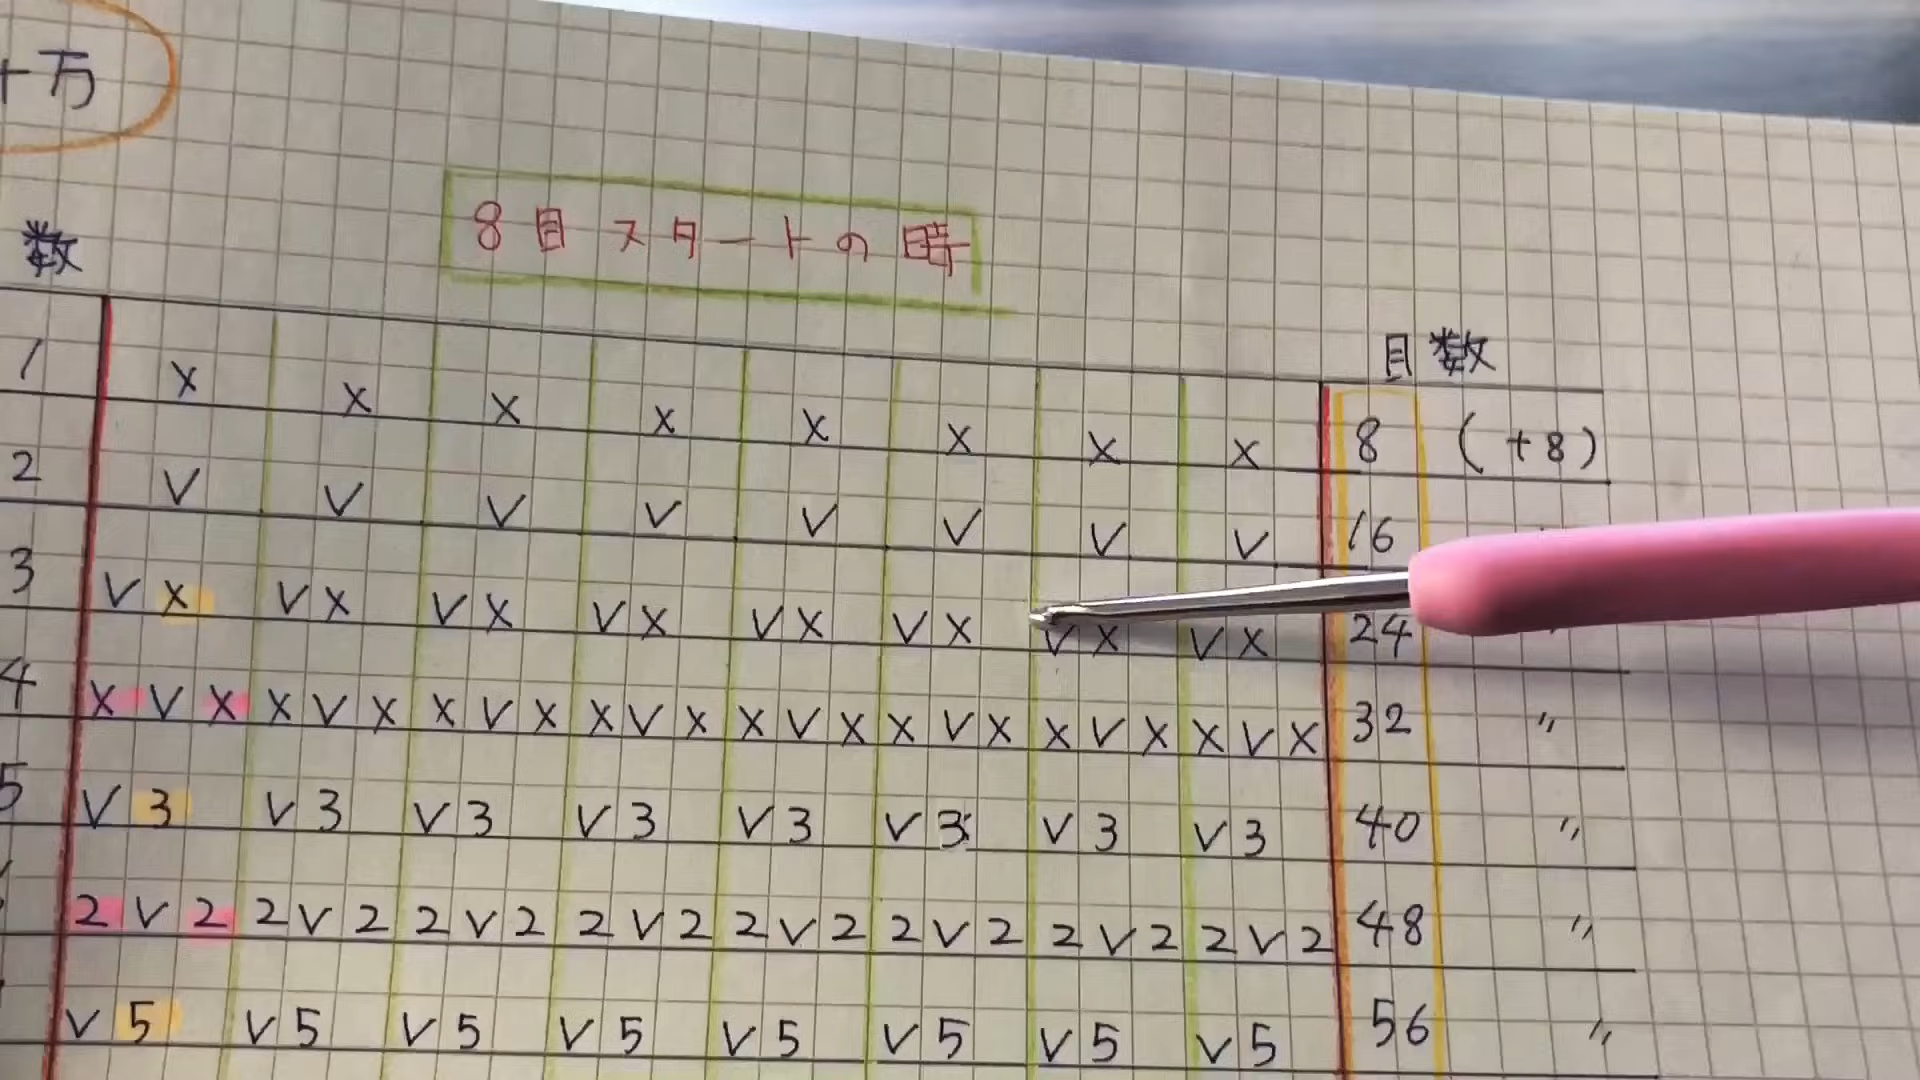 十万
8目スタートの時
数
目数
1 x x x x x x x x 8 (+8)
2 V V V V V V V V 16
3 V x V x V x V x V x V x V x V x 24 〃
4 x V x x V x x V x x V x x V x x V x x V x x V x 32 〃
5 V 3 V 3 V 3 V 3 V 3 V 3 V 3 V 3 40 〃
2 V 2 2 V 2 2 V 2 2 V 2 2 V 2 2 V 2 2 V 2 2 V 2 48 〃
V 5 V 5 V 5 V 5 V 5 V 5 V 5 V 5 56 〃